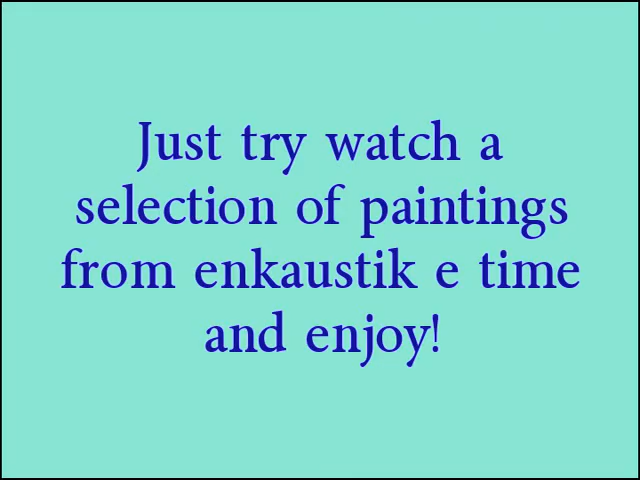 Just try watch a
selection of paintings
from enkaustik e time
and enjoy!